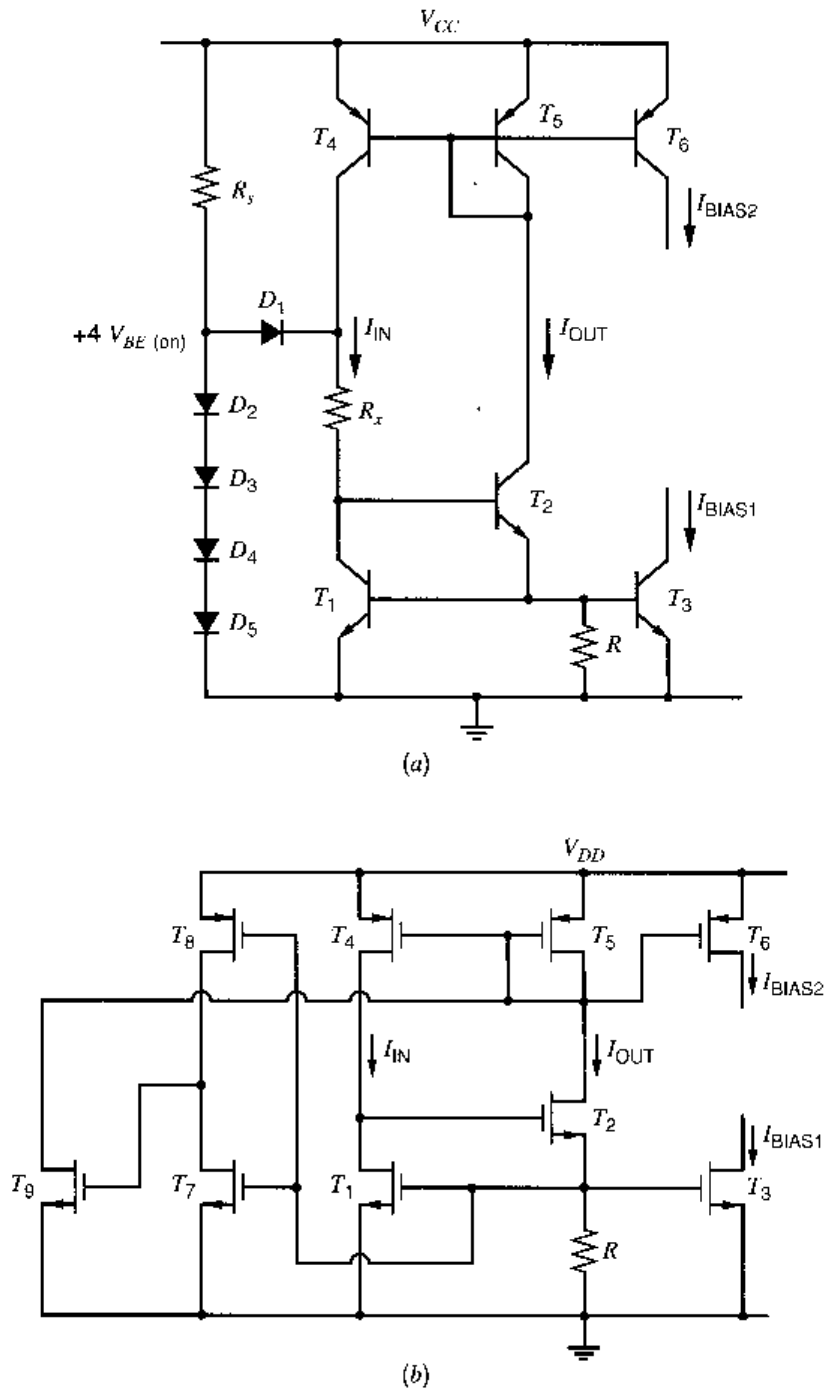 V_CC
T_4
T_5
T_6
R_s
I_BIAS2
D_1
+4 V_BE (on)
I_IN
I_OUT
D_2
R_x
D_3
T_2
I_BIAS1
D_4
T_1
T_3
D_5
R
(a)
V_DD
T_8
T_4
T_5
T_6
I_BIAS2
I_IN
I_OUT
T_2
I_BIAS1
T_9
T_7
T_1
T_3
R
(b)